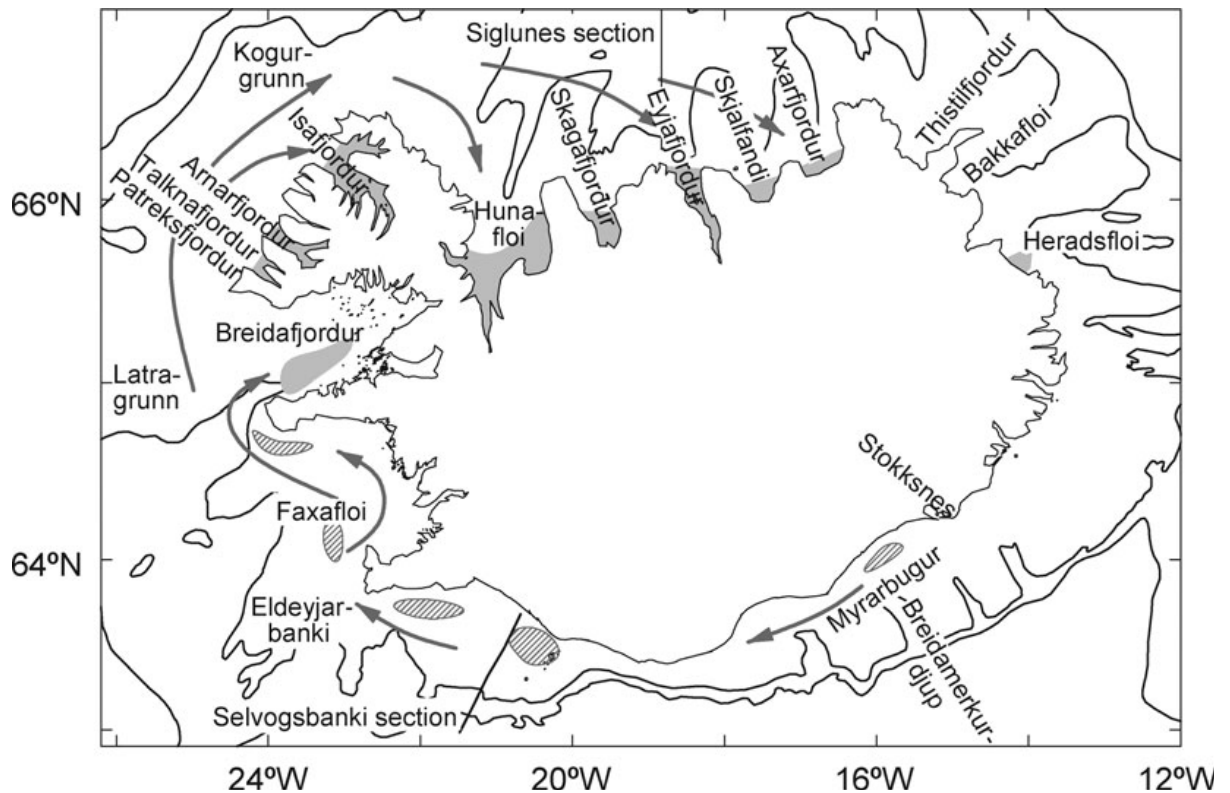 Siglunes section
Kogur-
grunn
Isafjordur
Arnarfjordur
Talknafjordur
Patreksfjordur
Skagafjordur
Eyjafjordur
Skjalfandi
Axarfjordur
Thistilfjordur
Bakkafloi
66ºN
Huna-
floi
Heradsfloi
Breidafjordur
Latra-
grunn
Stokksnes
Faxafloi
64ºN
Myrarbugur
Eldeyjar-
banki
Breidamerkur-
djup
Selvogsbanki section
24ºW
20ºW
16ºW
12ºW